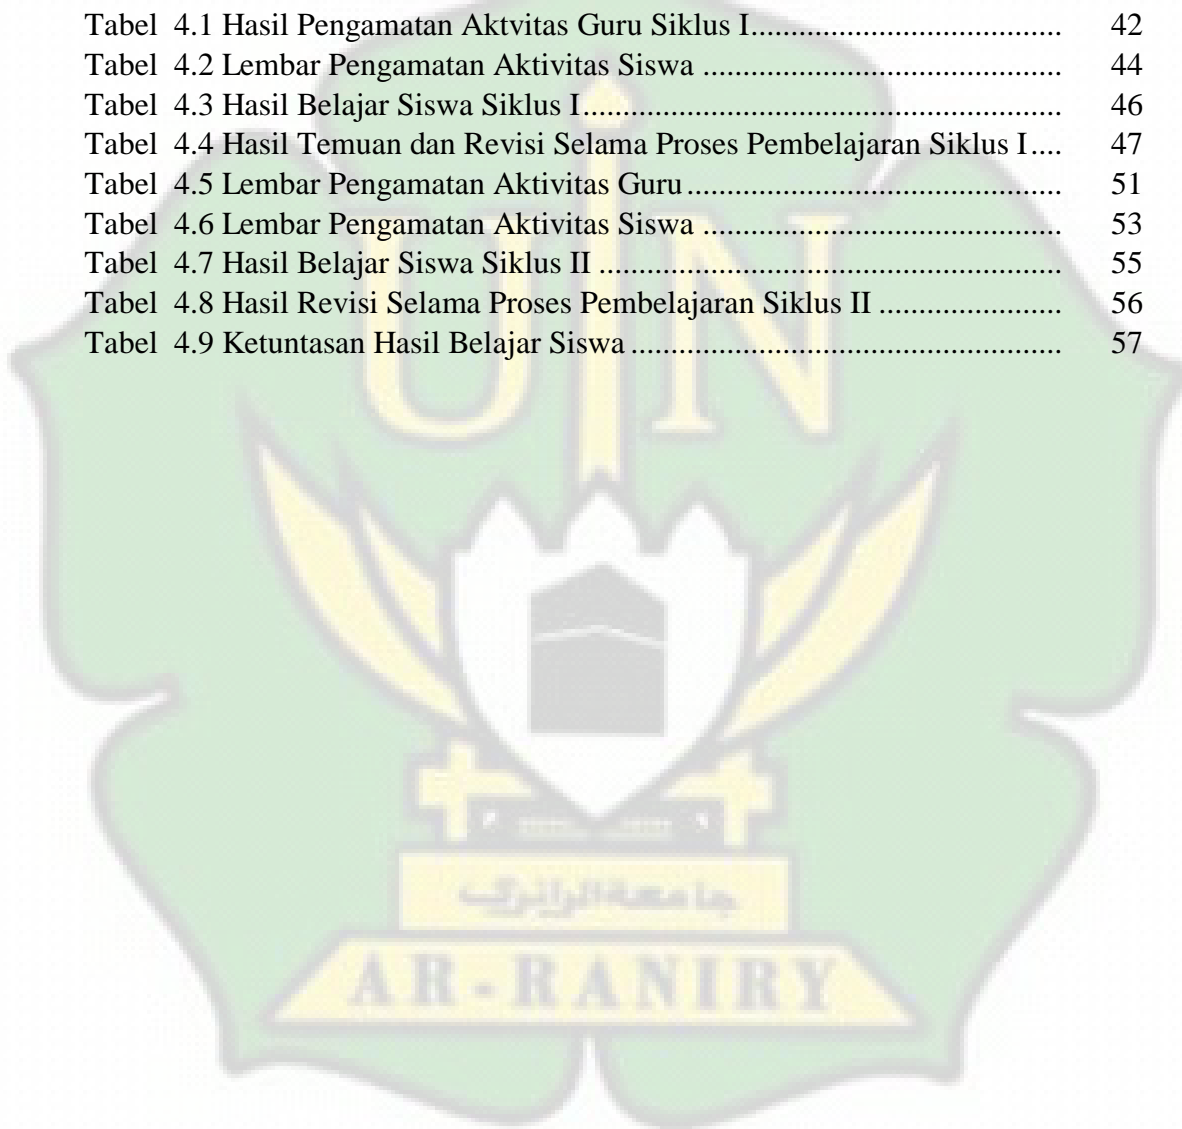 Tabel 4.1 Hasil Pengamatan Aktvitas Guru Siklus I...................................... 42
Tabel 4.2 Lembar Pengamatan Aktivitas Siswa ............................................ 44
Tabel 4.3 Hasil Belajar Siswa Siklus I........................................................... 46
Tabel 4.4 Hasil Temuan dan Revisi Selama Proses Pembelajaran Siklus I.... 47
Tabel 4.5 Lembar Pengamatan Aktivitas Guru.............................................. 51
Tabel 4.6 Lembar Pengamatan Aktivitas Siswa ............................................ 53
Tabel 4.7 Hasil Belajar Siswa Siklus II ......................................................... 55
Tabel 4.8 Hasil Revisi Selama Proses Pembelajaran Siklus II ...................... 56
Tabel 4.9 Ketuntasan Hasil Belajar Siswa ..................................................... 57
UIN
جامعة الرانري
AR-RANIRY